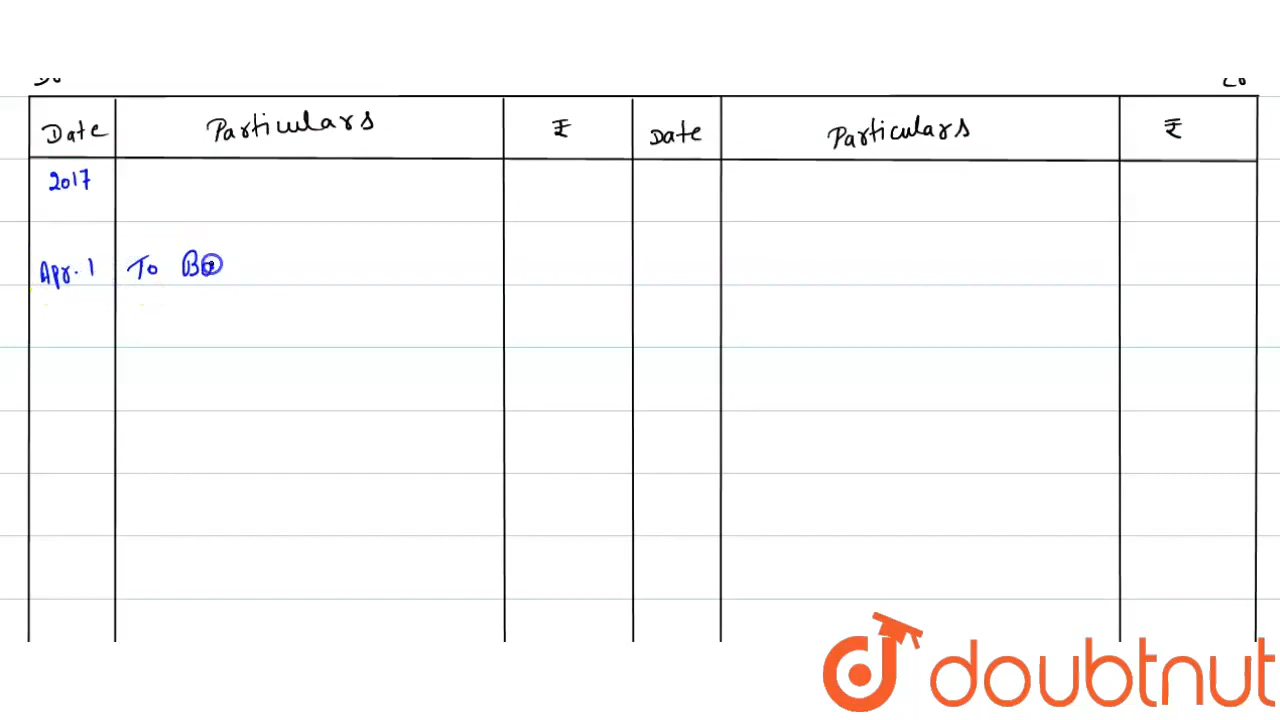 Date Particulars ₹ Date Particulars ₹
2017
Apr. 1 To
doubtnut